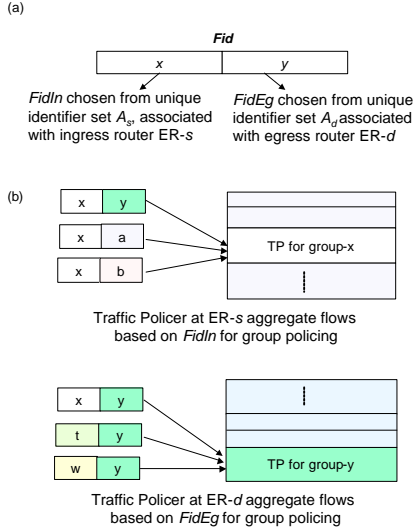 (a)
Fid
x y
FidIn chosen from unique
identifier set As, associated
with ingress router ER-s
FidEg chosen from unique
identifier set Ad associated
with egress router ER-d
(b)
x y
x a
x b
TP for group-x
Traffic Policer at ER-s aggregate flows
based on FidIn for group policing
x y
t y
w y
TP for group-y
Traffic Policer at ER-d aggregate flows
based on FidEg for group policing